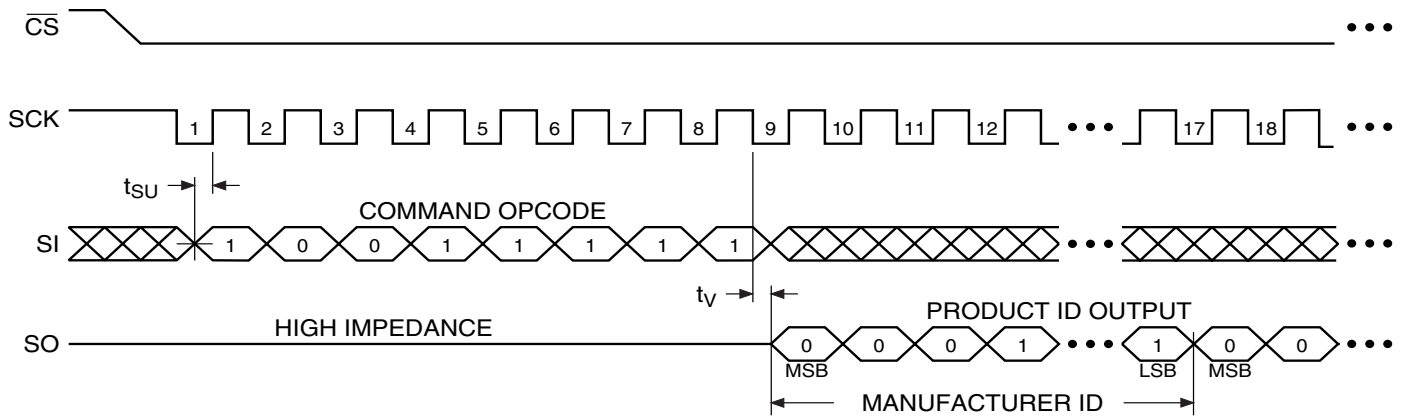 CS
SCK 1 2 3 4 5 6 7 8 9 10 11 12 ••• 17 18 •••
tSU
COMMAND OPCODE
SI 1 0 0 1 1 1 1 1
tV
PRODUCT ID OUTPUT
HIGH IMPEDANCE
SO 0 0 0 1 ••• 1 0 0 •••
MSB LSB MSB
MANUFACTURER ID